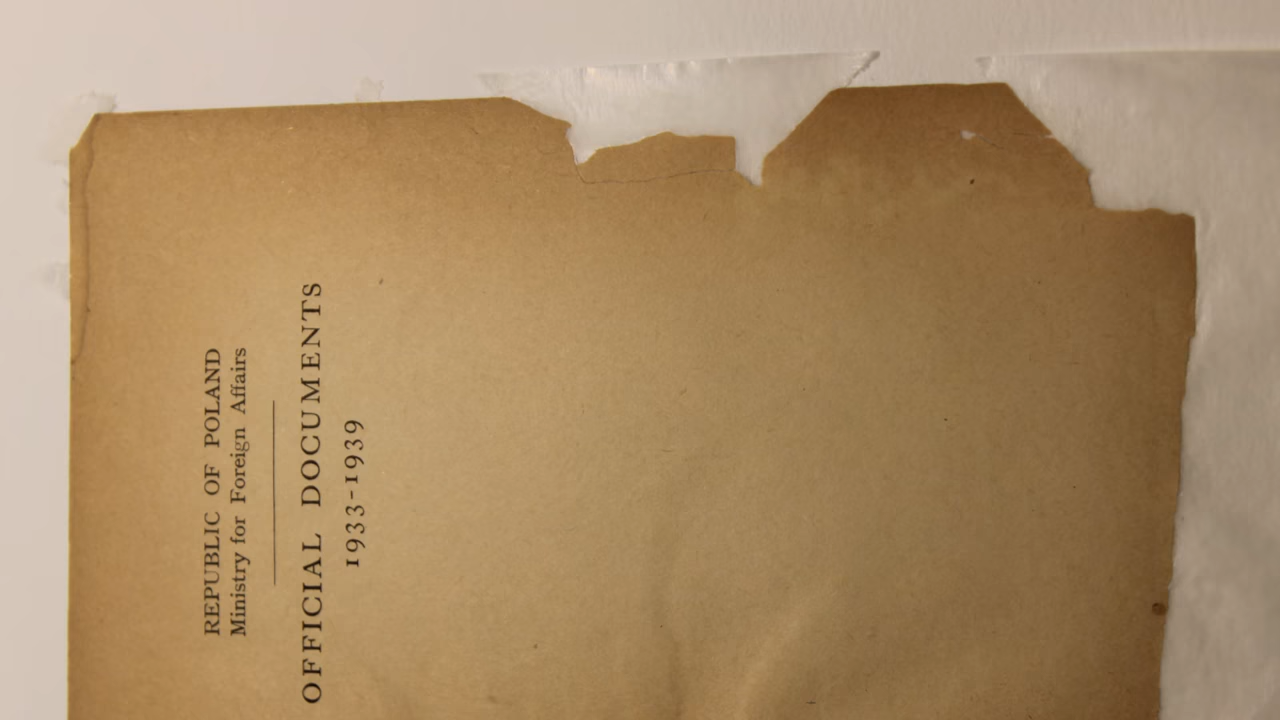 REPUBLIC OF POLAND
Ministry for Foreign Affairs
OFFICIAL DOCUMENTS
1933-1939